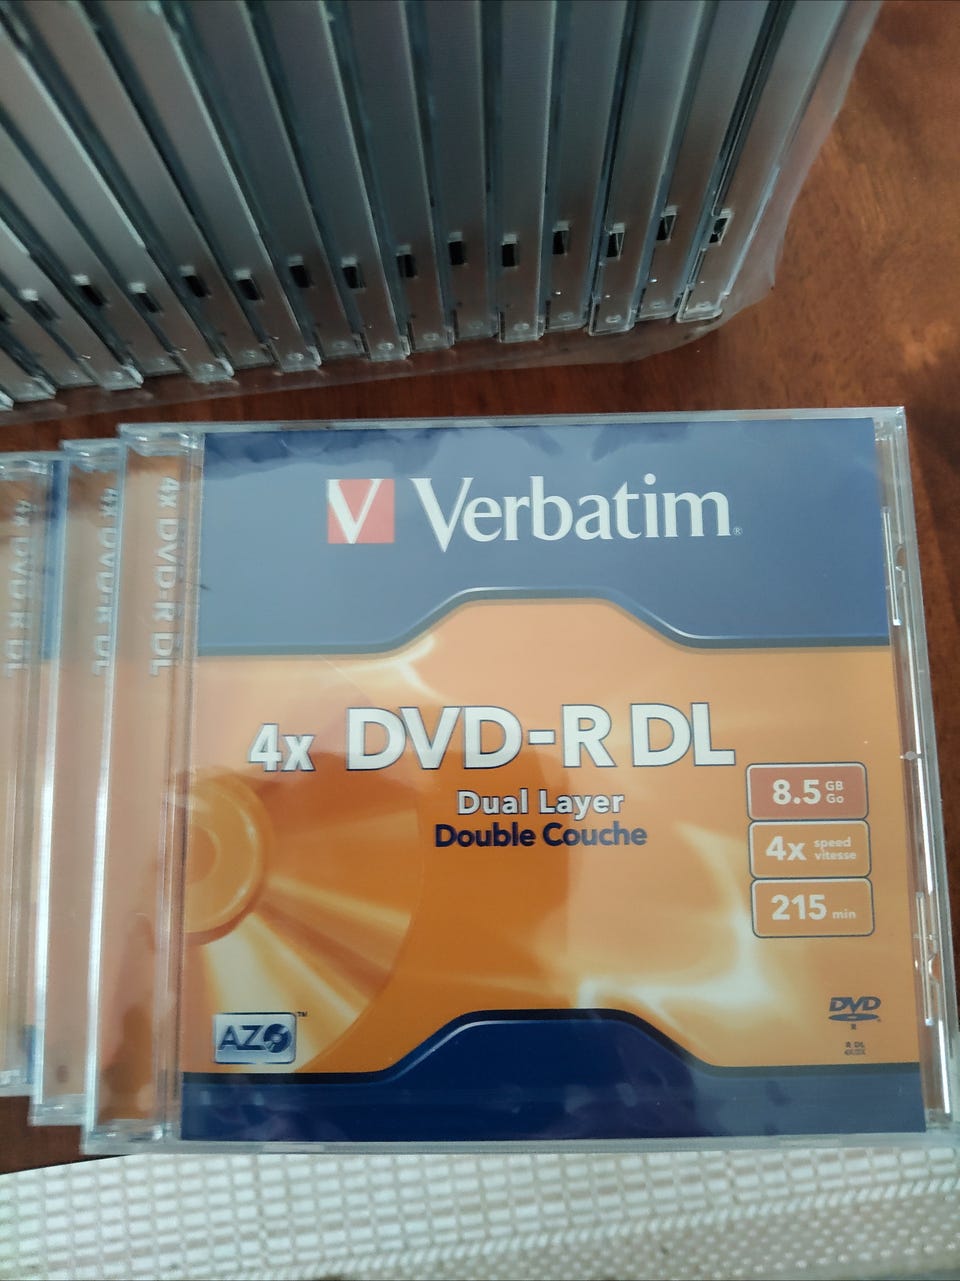 Verbatim®
4x DVD-R DL
Dual Layer
Double Couche
8.5 GB
Go
4x speed
vitesse
215 min
AZO™
DVD
R
R DL
4x DVD-R DL
4x DVD-R DL
4x DVD-R DL